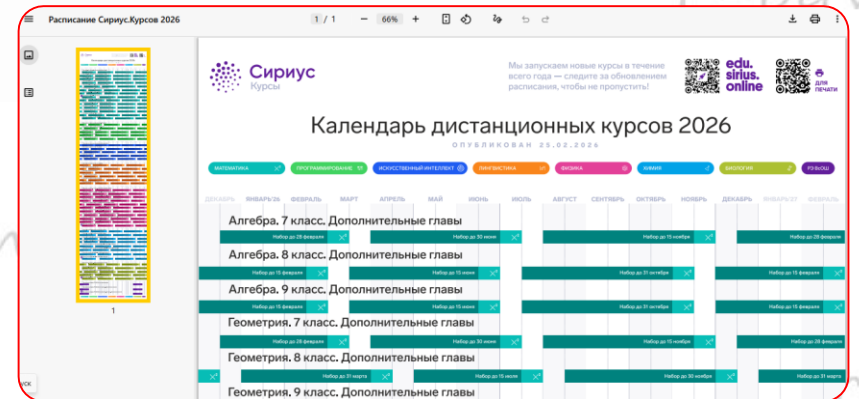 Расписание Сириус.Курсов 2026
1 / 1
66%
1
уск
Сириус
Курсы
Мы запускаем новые курсы в течение
всего года — следите за обновлением
расписания, чтобы не пропустить!
edu.
sirius.
online
ДЛЯ
ПЕЧАТИ
Календарь дистанционных курсов 2026
ОПУБЛИКОВАН 25.02.2026
МАТЕМАТИКА ПРОГРАММИРОВАНИЕ ИСКУССТВЕННЫЙ ИНТЕЛЛЕКТ ЛИНГВИСТИКА ФИЗИКА ХИМИЯ БИОЛОГИЯ
ДЕКАБРЬ ЯНВАРЬ'26 ФЕВРАЛЬ МАРТ АПРЕЛЬ МАЙ ИЮНЬ ИЮЛЬ АВГУСТ СЕНТЯБРЬ ОКТЯБРЬ НОЯБРЬ ДЕКАБРЬ ЯНВАРЬ'27 ФЕВРАЛЬ
Алгебра. 7 класс. Дополнительные главы
Набор до 28 февраля Набор до 30 июня Набор до 15 ноября Набор до 28 февраля
Алгебра. 8 класс. Дополнительные главы
Набор до 15 февраля Набор до 15 июня Набор до 31 октября Набор до 15 февраля
Алгебра. 9 класс. Дополнительные главы
Набор до 15 февраля Набор до 15 июня Набор до 31 октября Набор до 15 февраля
Геометрия. 7 класс. Дополнительные главы
Набор до 28 февраля Набор до 30 июня Набор до 15 ноября Набор до 28 февраля
Геометрия. 8 класс. Дополнительные главы
Набор до 31 марта Набор до 15 июля Набор до 30 ноября Набор до 31 марта
Геометрия. 9 класс. Дополнительные главы